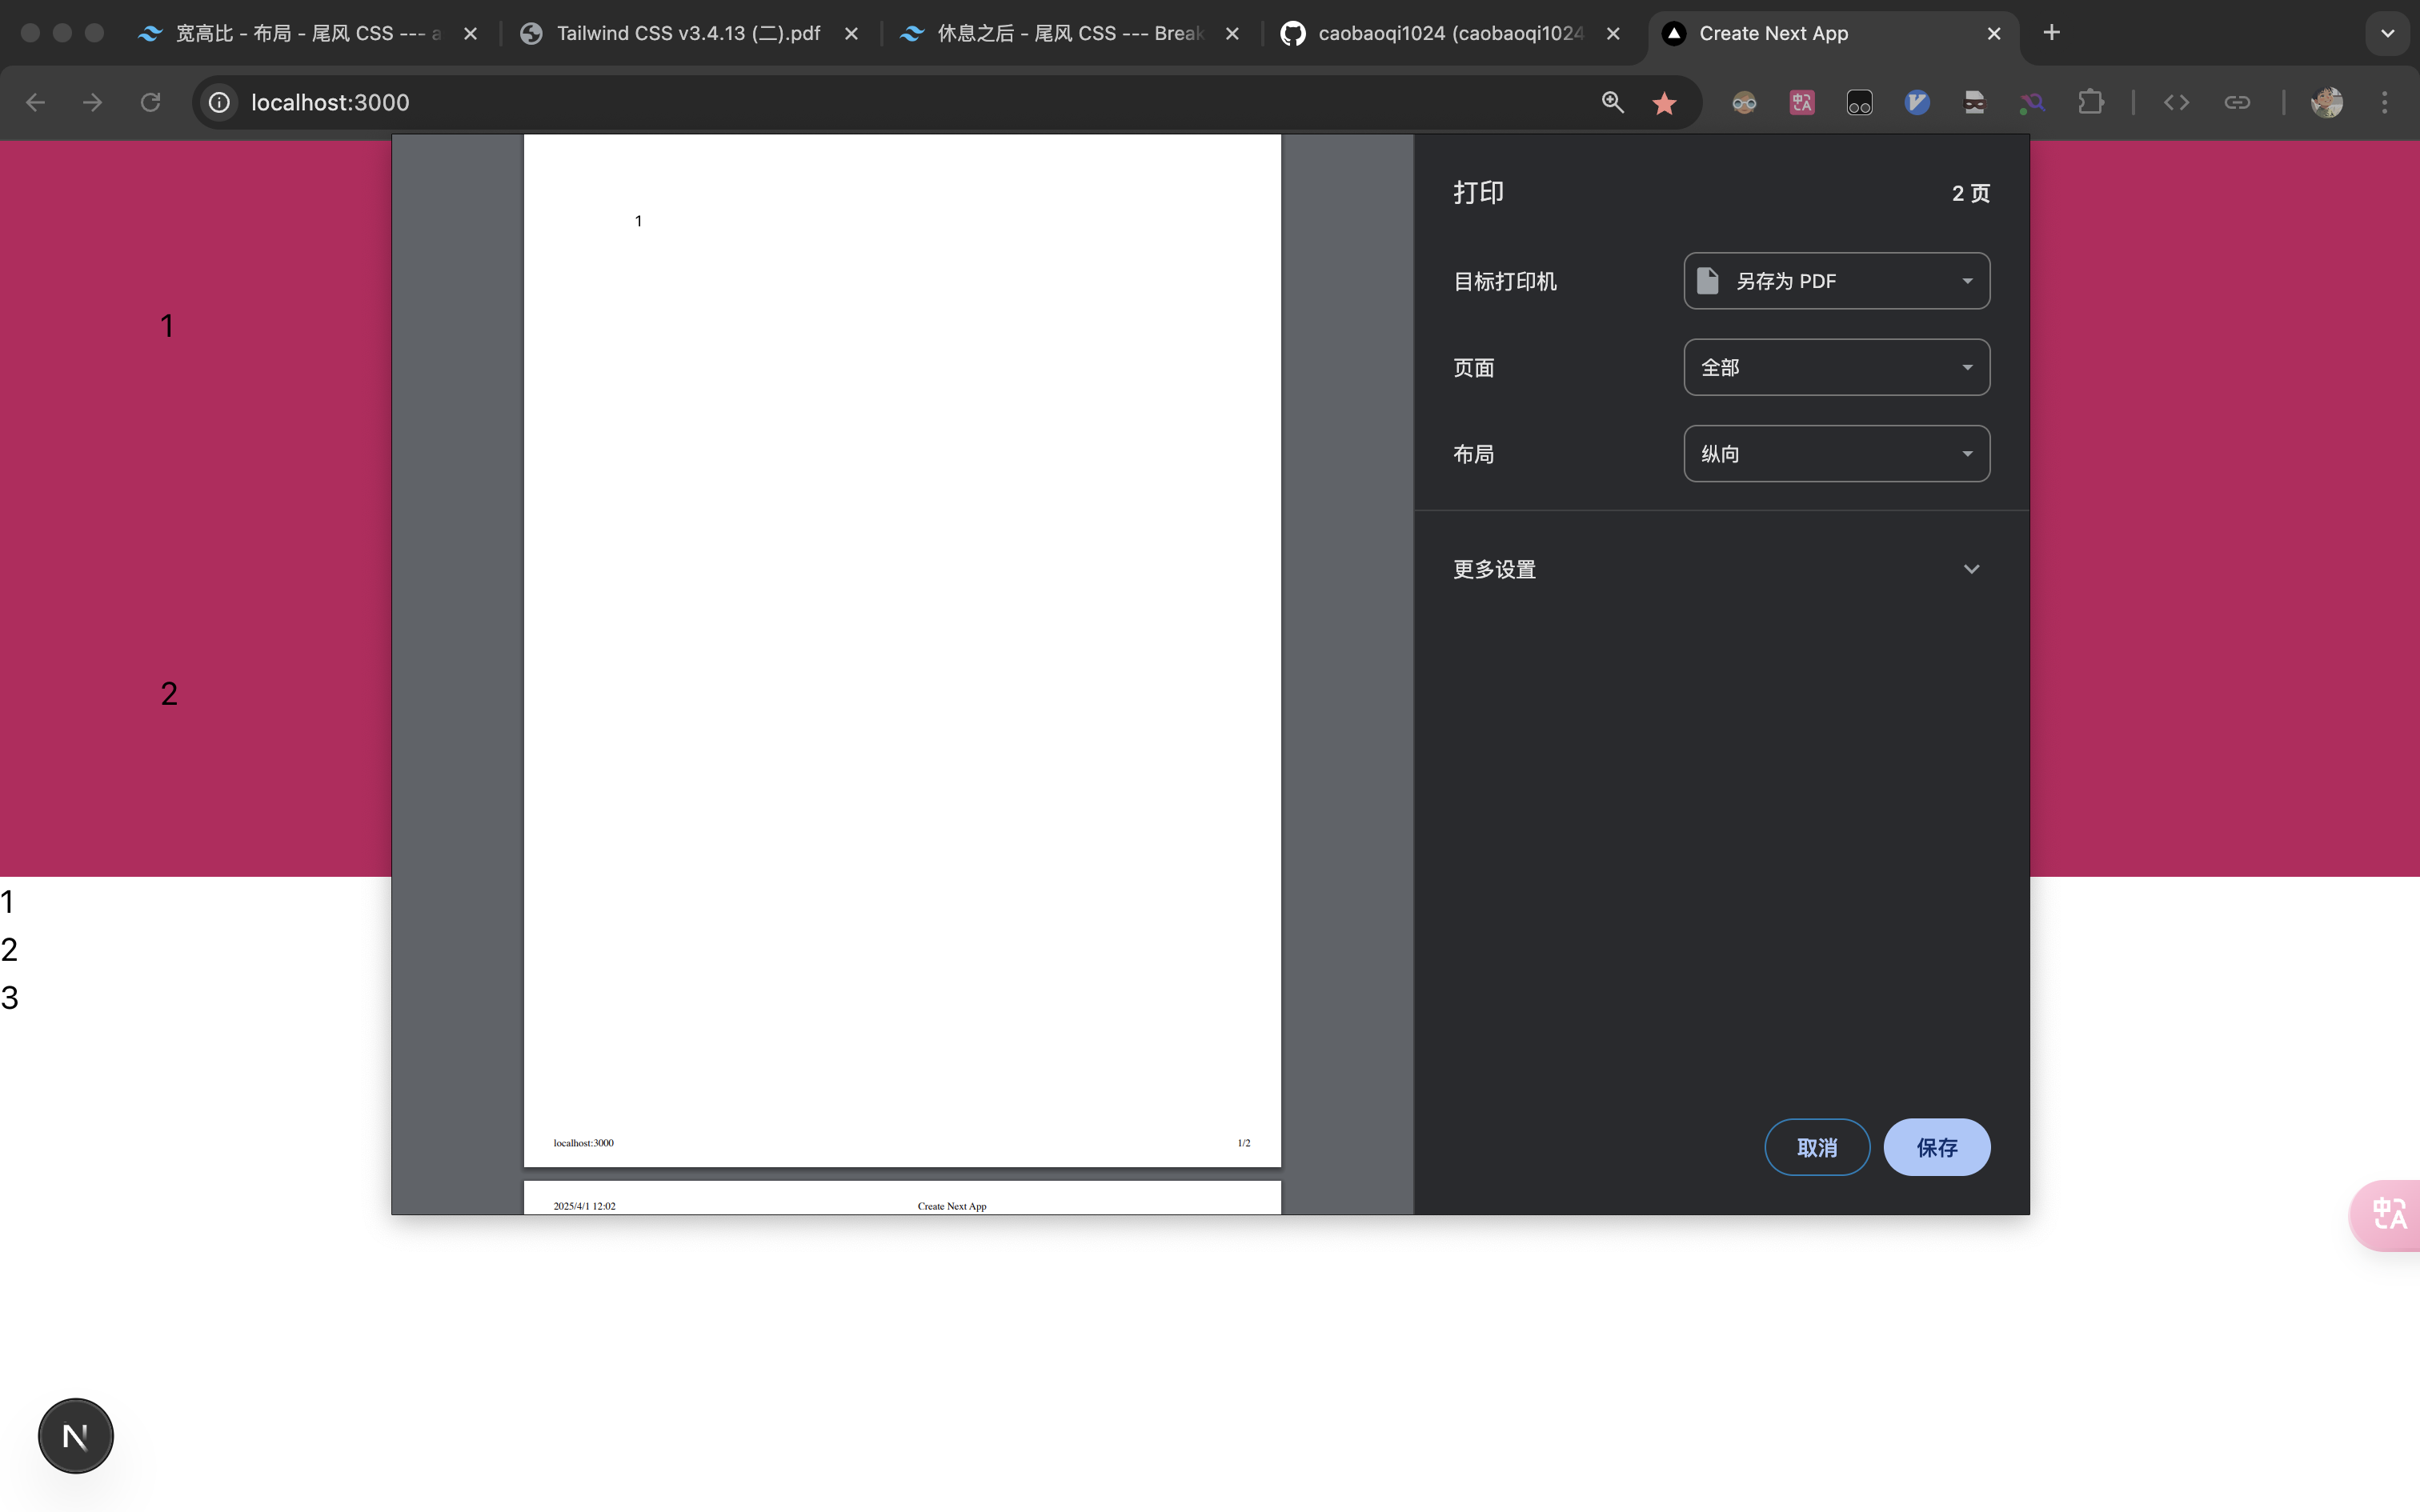 宽高比 - 布局 - 尾风 CSS --- a
Tailwind CSS v3.4.13 (二).pdf
休息之后 - 尾风 CSS --- Break
caobaoqi1024 (caobaoqi1024
Create Next App
localhost:3000
1
2
1
2
3
1
localhost:3000
1/2
2025/4/1 12:02
Create Next App
打印
2 页
目标打印机
另存为 PDF
页面
全部
布局
纵向
更多设置
取消
保存
中A
N